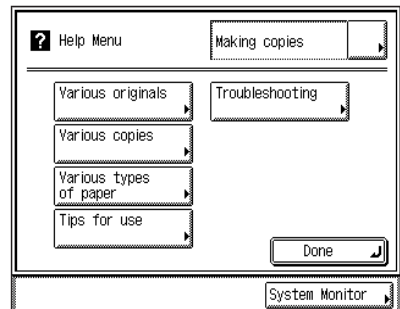 ? Help Menu
Making copies
Various originals
Troubleshooting
Various copies
Various types
of paper
Tips for use
Done
System Monitor